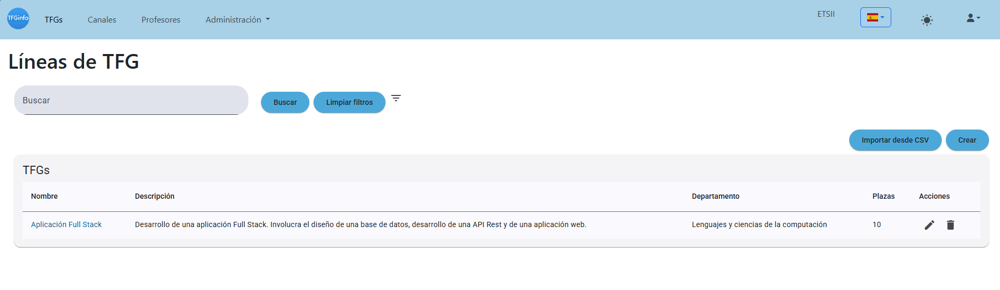 TFGinfo TFGs Canales Profesores Administración ETSII
Líneas de TFG
Buscar Buscar Limpiar filtros
Importar desde CSV Crear
TFGs
Nombre Descripción Departamento Plazas Acciones
Aplicación Full Stack Desarrollo de una aplicación Full Stack. Involucra el diseño de una base de datos, desarrollo de una API Rest y de una aplicación web. Lenguajes y ciencias de la computación 10